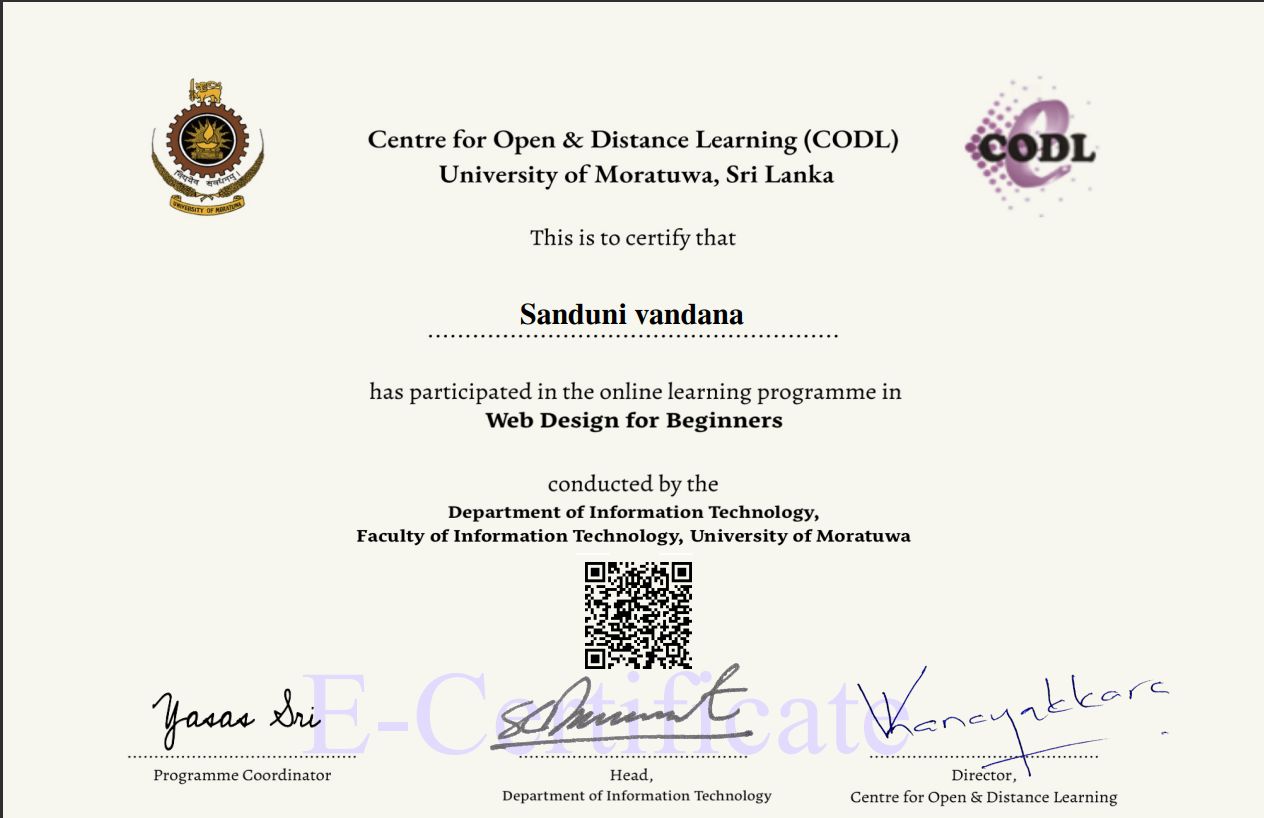 Centre for Open & Distance Learning (CODL)
University of Moratuwa, Sri Lanka
UNIVERSITY OF MORATUWA
CODL
This is to certify that
Sanduni vandana
has participated in the online learning programme in
Web Design for Beginners
conducted by the
Department of Information Technology,
Faculty of Information Technology, University of Moratuwa
E-Certificate
Yasas Sri
Programme Coordinator
Head,
Department of Information Technology
Director,
Centre for Open & Distance Learning